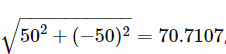 √50² + (−50)² = 70.7107,